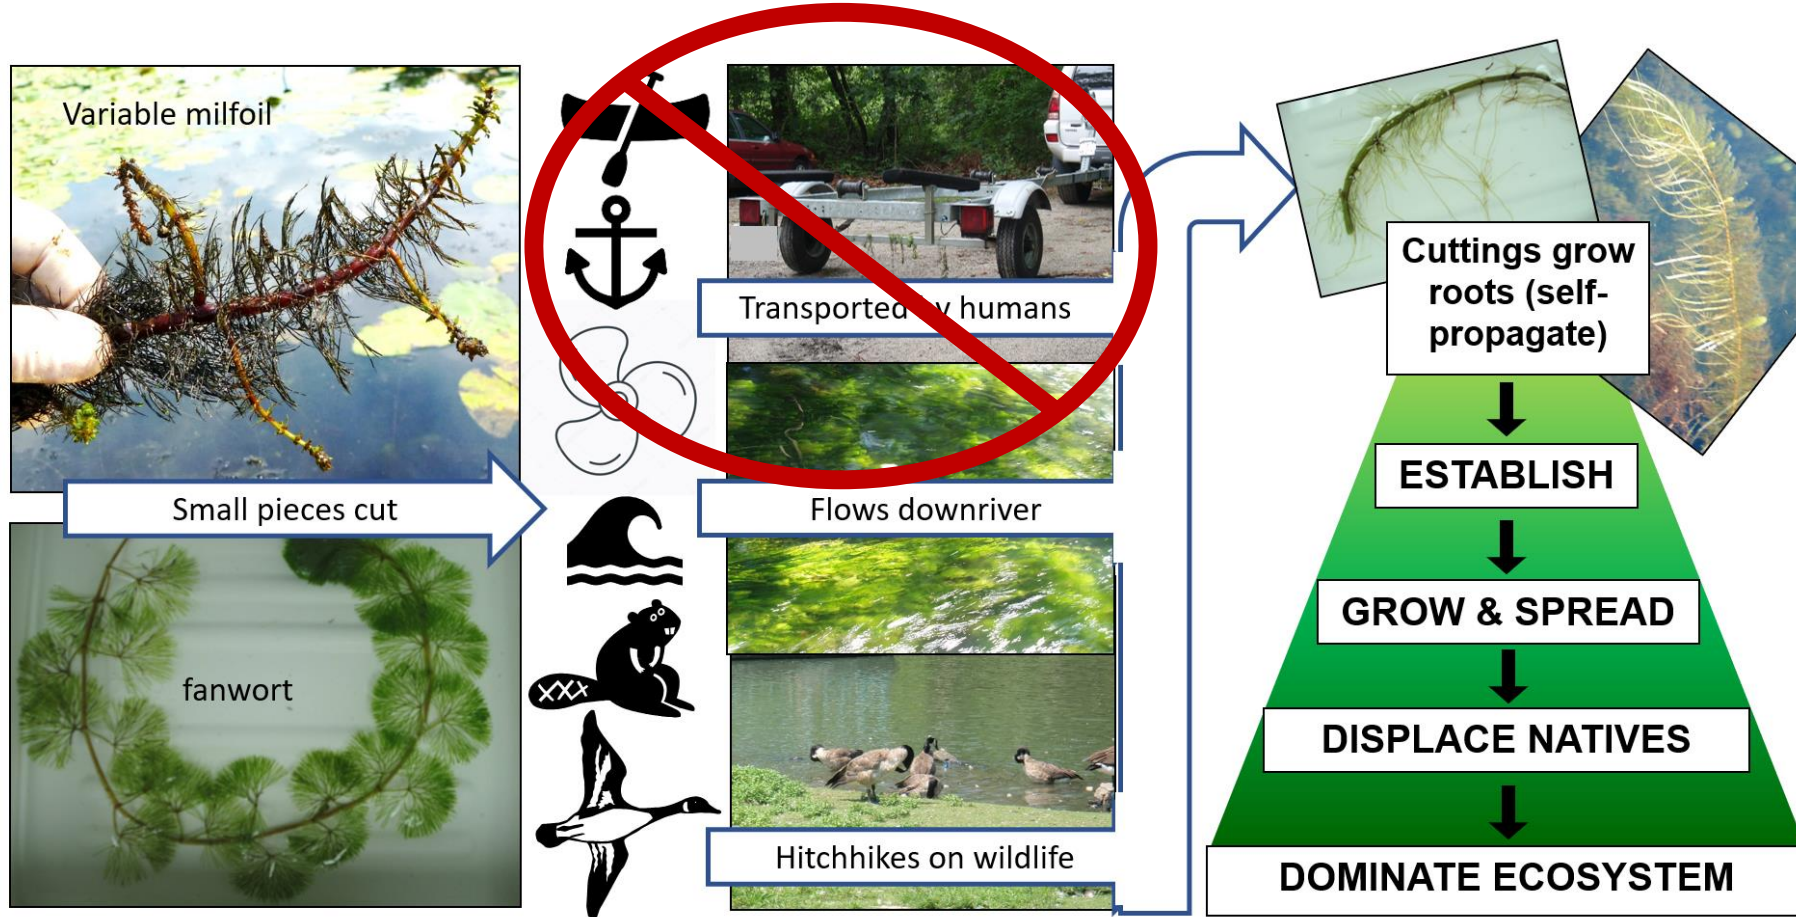 Variable milfoil
Small pieces cut
fanwort
Transported by humans
Flows downriver
Hitchhikes on wildlife
Cuttings grow
roots (self-
propagate)
ESTABLISH
GROW & SPREAD
DISPLACE NATIVES
DOMINATE ECOSYSTEM